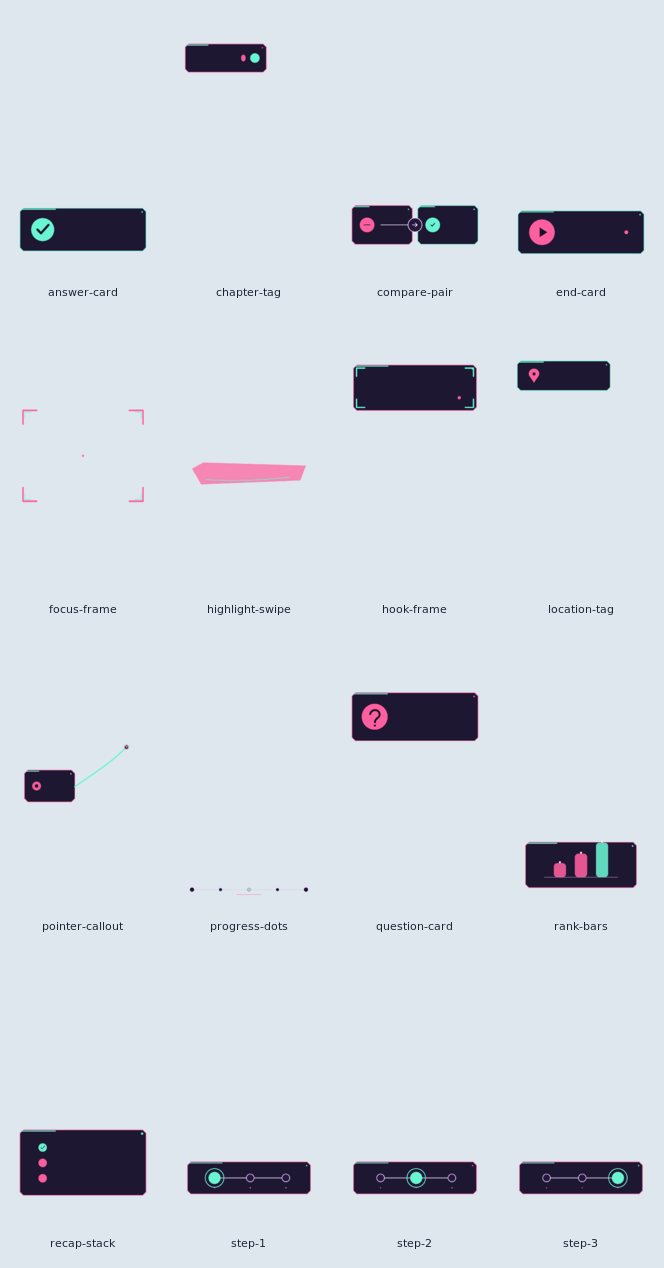 answer-card
chapter-tag
compare-pair
end-card
focus-frame
highlight-swipe
hook-frame
location-tag
?
pointer-callout
progress-dots
question-card
rank-bars
recap-stack
step-1
step-2
step-3